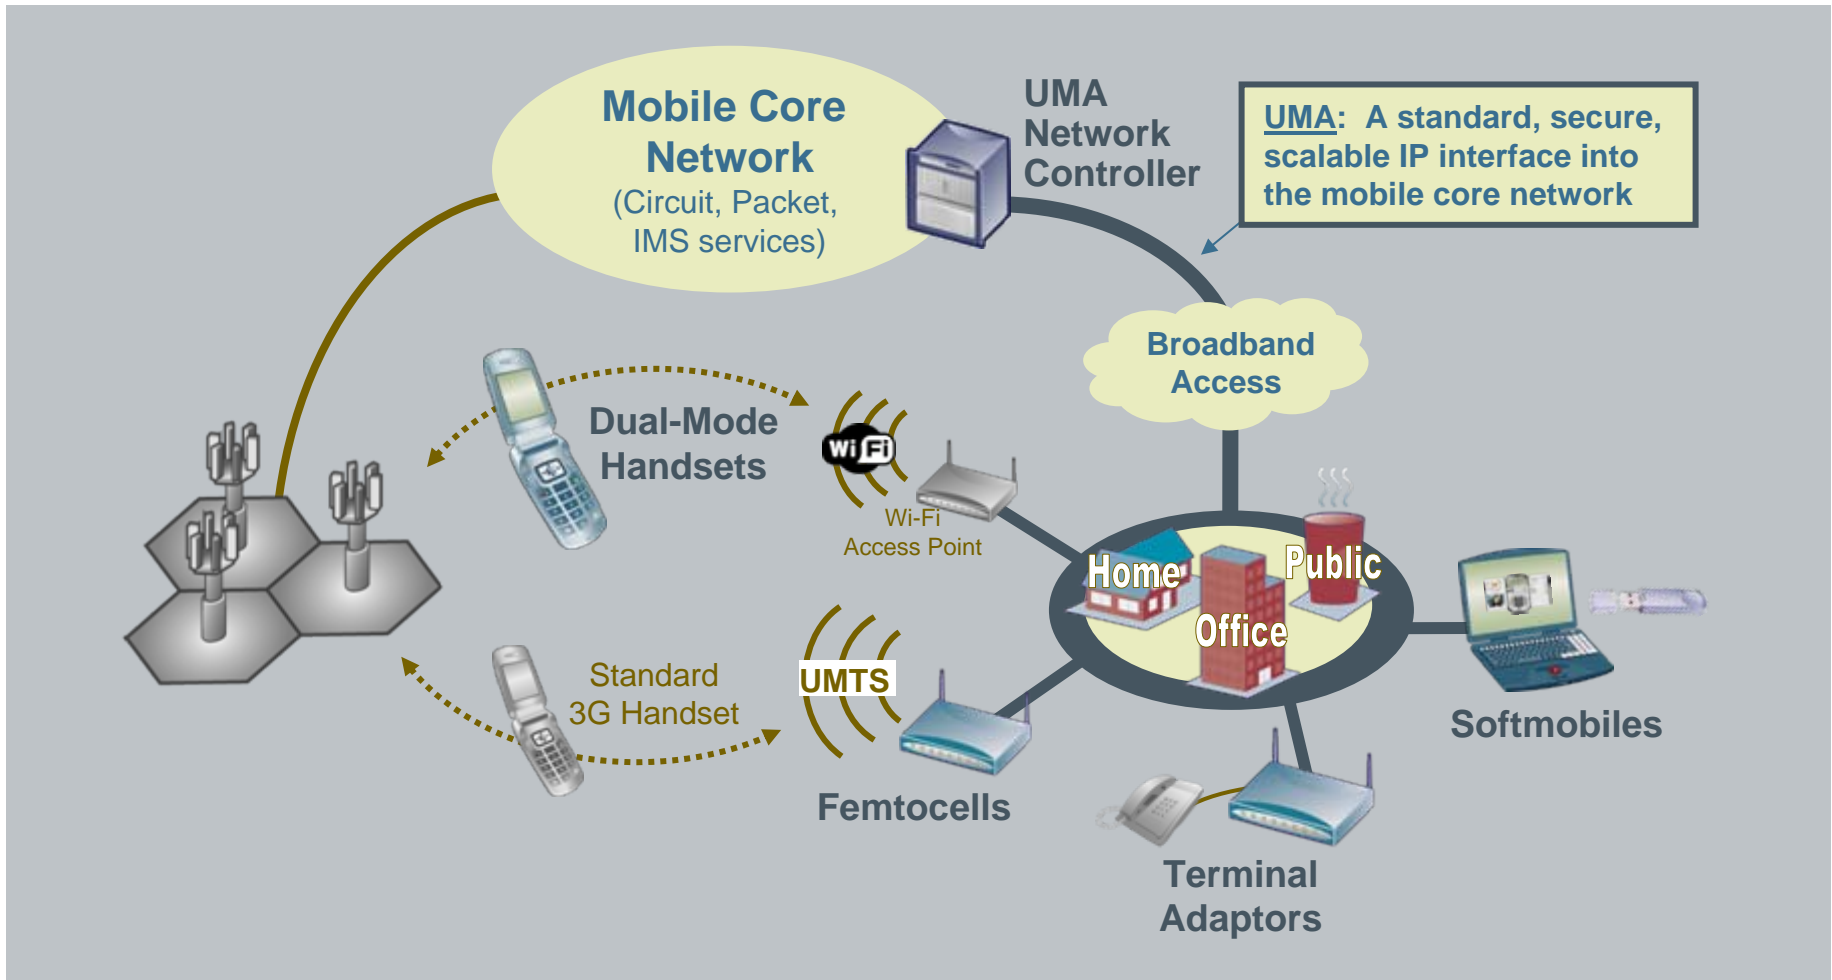 Mobile Core
Network
(Circuit, Packet,
IMS services)
UMA
Network
Controller
UMA: A standard, secure,
scalable IP interface into
the mobile core network
Broadband
Access
Dual-Mode
Handsets
Wi Fi
Wi-Fi
Access Point
Home
Public
Office
Standard
3G Handset
UMTS
Femtocells
Softmobiles
Terminal
Adaptors